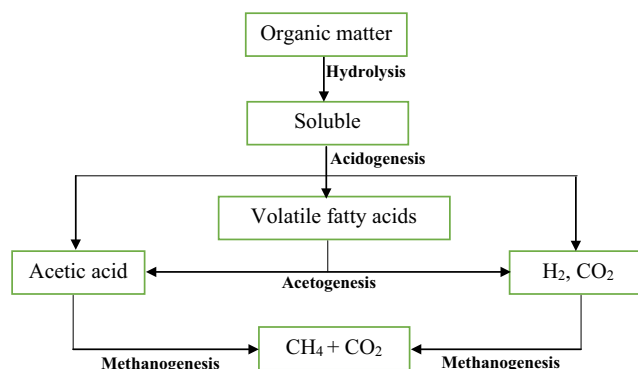 Organic matter
Hydrolysis
Soluble
Acidogenesis
Volatile fatty acids
Acetic acid
Acetogenesis
H₂, CO₂
Methanogenesis
CH₄ + CO₂
Methanogenesis